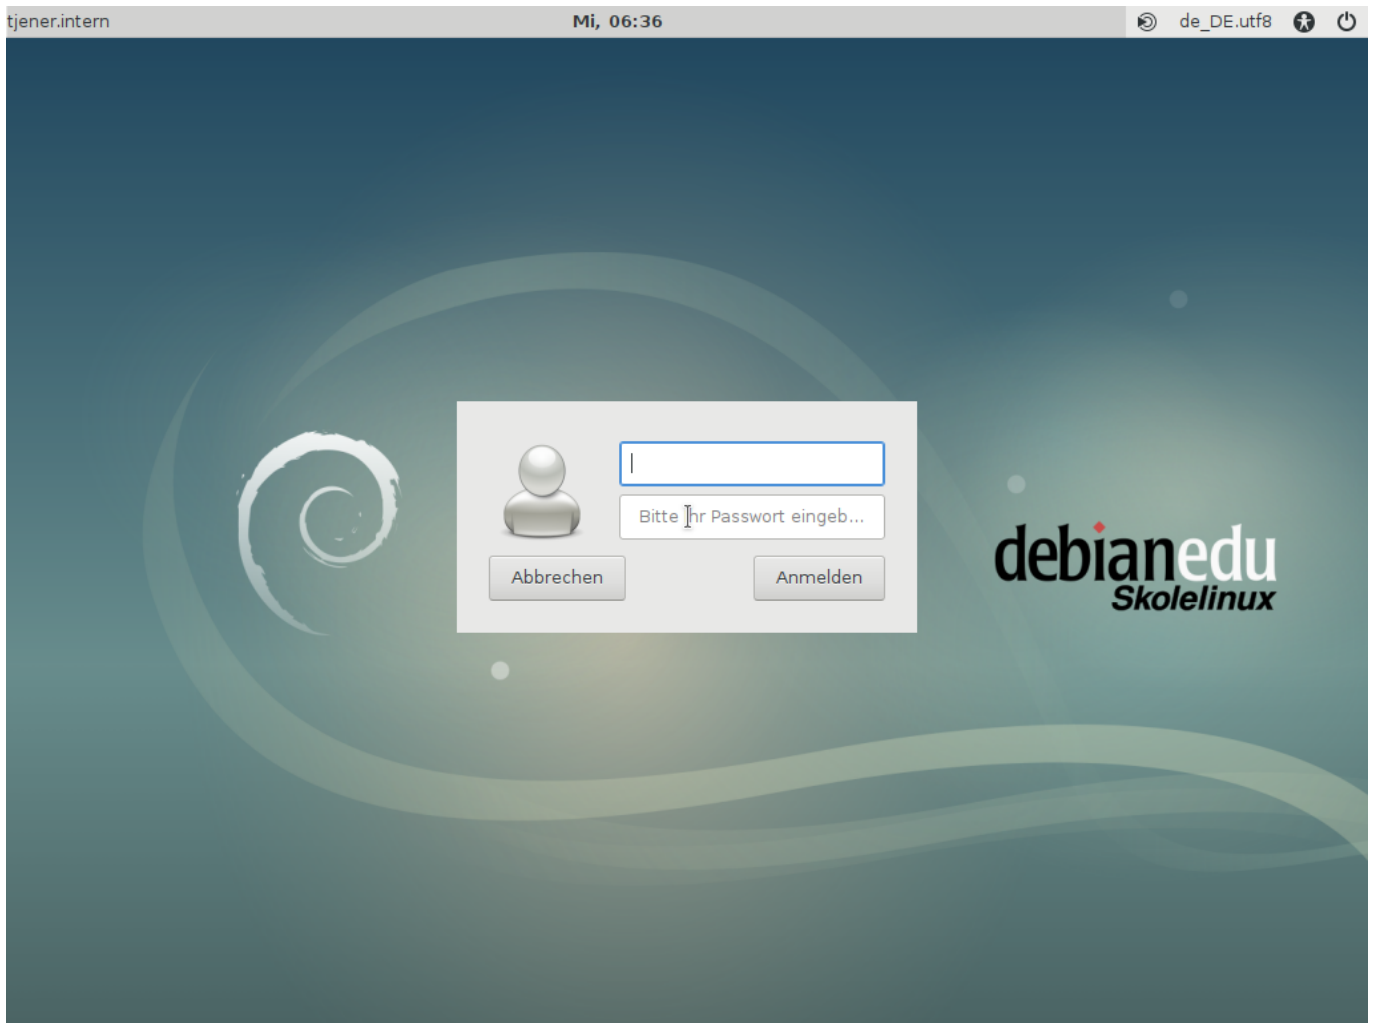 tjener.intern
Mi, 06:36
de_DE.utf8
Bitte Ihr Passwort eingeb...
Abbrechen
Anmelden
debianedu
Skolelinux